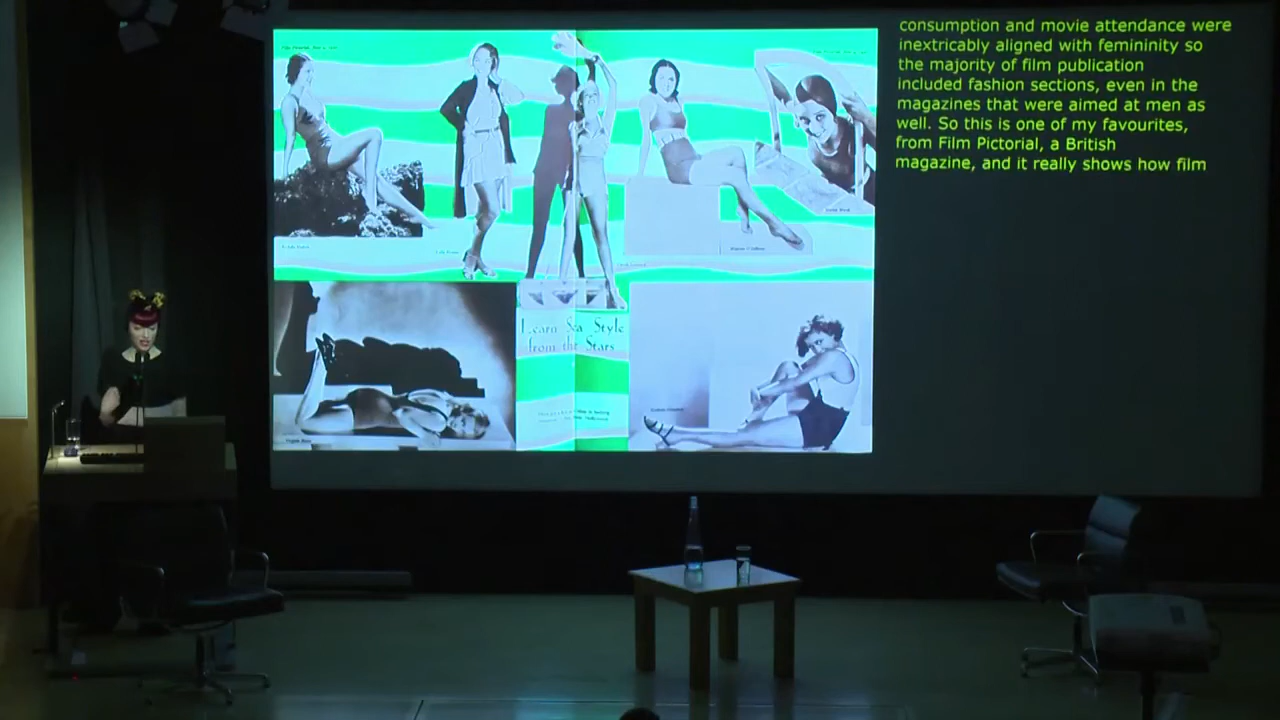 consumption and movie attendance were
inextricably aligned with femininity so
the majority of film publication
included fashion sections, even in the
magazines that were aimed at men as
well. So this is one of my favourites,
from Film Pictorial, a British
magazine, and it really shows how film
Learn Sea Style
from the Stars